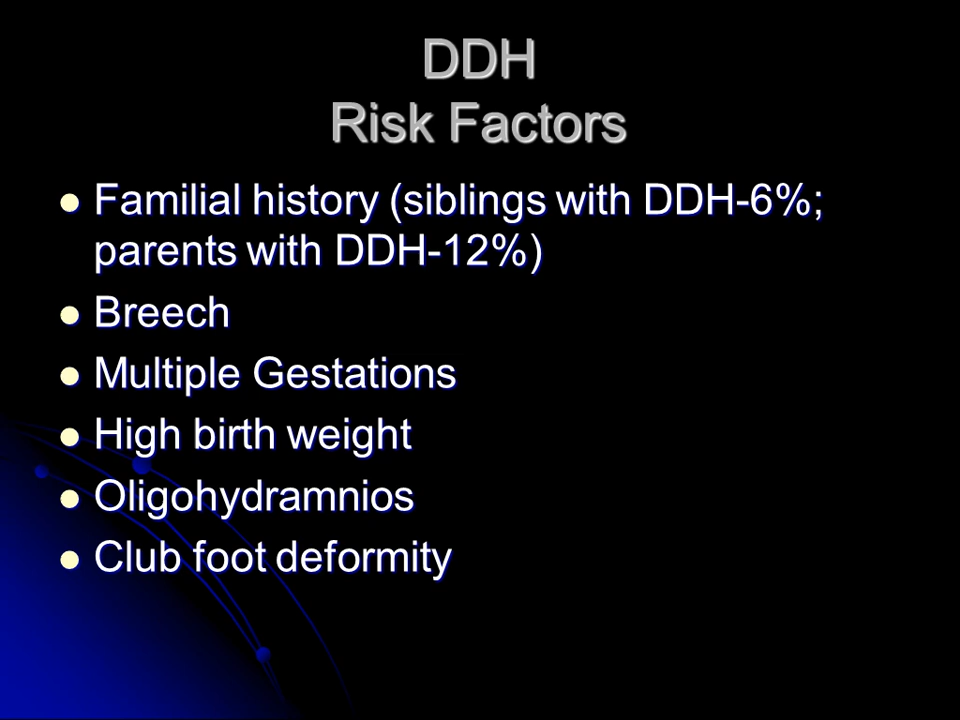 DDH
Risk Factors
Familial history (siblings with DDH-6%;
parents with DDH-12%)
Breech
Multiple Gestations
High birth weight
Oligohydramnios
Club foot deformity